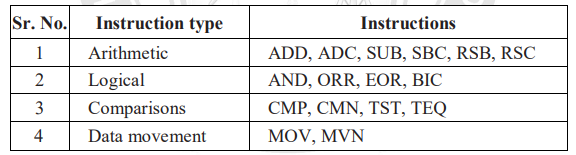 Sr. No. Instruction type Instructions
1 Arithmetic ADD, ADC, SUB, SBC, RSB, RSC
2 Logical AND, ORR, EOR, BIC
3 Comparisons CMP, CMN, TST, TEQ
4 Data movement MOV, MVN